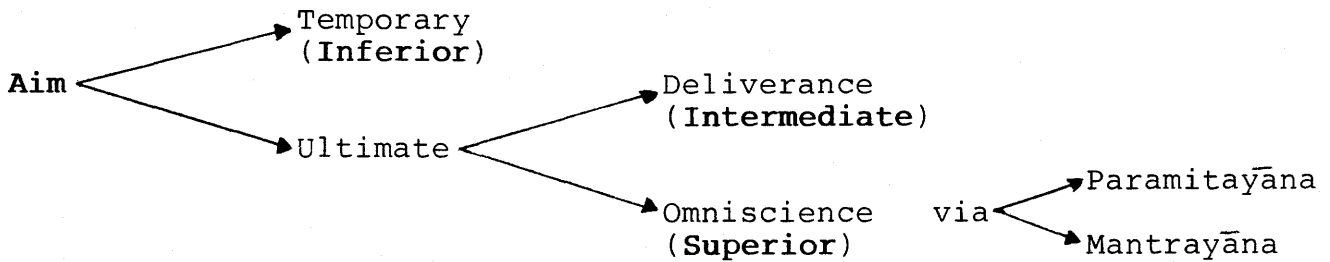 Temporary
(Inferior)
Aim
Deliverance
(Intermediate)
Ultimate
Paramitayāna
Omniscience via
(Superior)
Mantrayāna